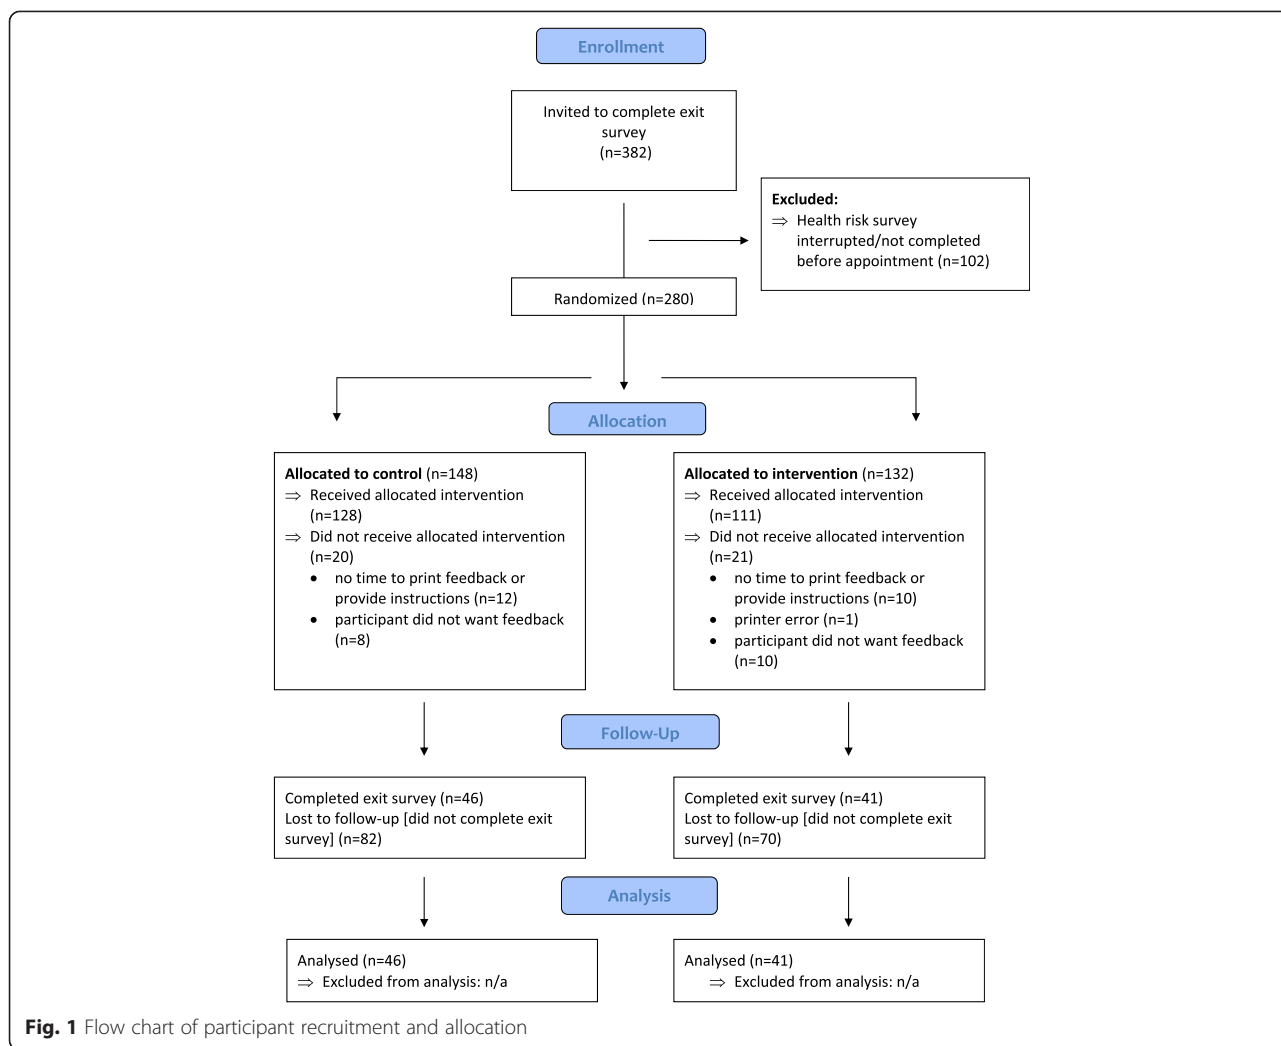 Enrollment
Invited to complete exit
survey
(n=382)
Excluded:
⇒ Health risk survey
interrupted/not completed
before appointment (n=102)
Randomized (n=280)
Allocation
Allocated to control (n=148)
⇒ Received allocated intervention
(n=128)
⇒ Did not receive allocated intervention
(n=20)
• no time to print feedback or
provide instructions (n=12)
• participant did not want feedback
(n=8)
Allocated to intervention (n=132)
⇒ Received allocated intervention
(n=111)
⇒ Did not receive allocated intervention
(n=21)
• no time to print feedback or
provide instructions (n=10)
• printer error (n=1)
• participant did not want feedback
(n=10)
Follow-Up
Completed exit survey (n=46)
Lost to follow-up [did not complete exit
survey] (n=82)
Completed exit survey (n=41)
Lost to follow-up [did not complete exit
survey] (n=70)
Analysis
Analysed (n=46)
⇒ Excluded from analysis: n/a
Analysed (n=41)
⇒ Excluded from analysis: n/a
Fig. 1 Flow chart of participant recruitment and allocation